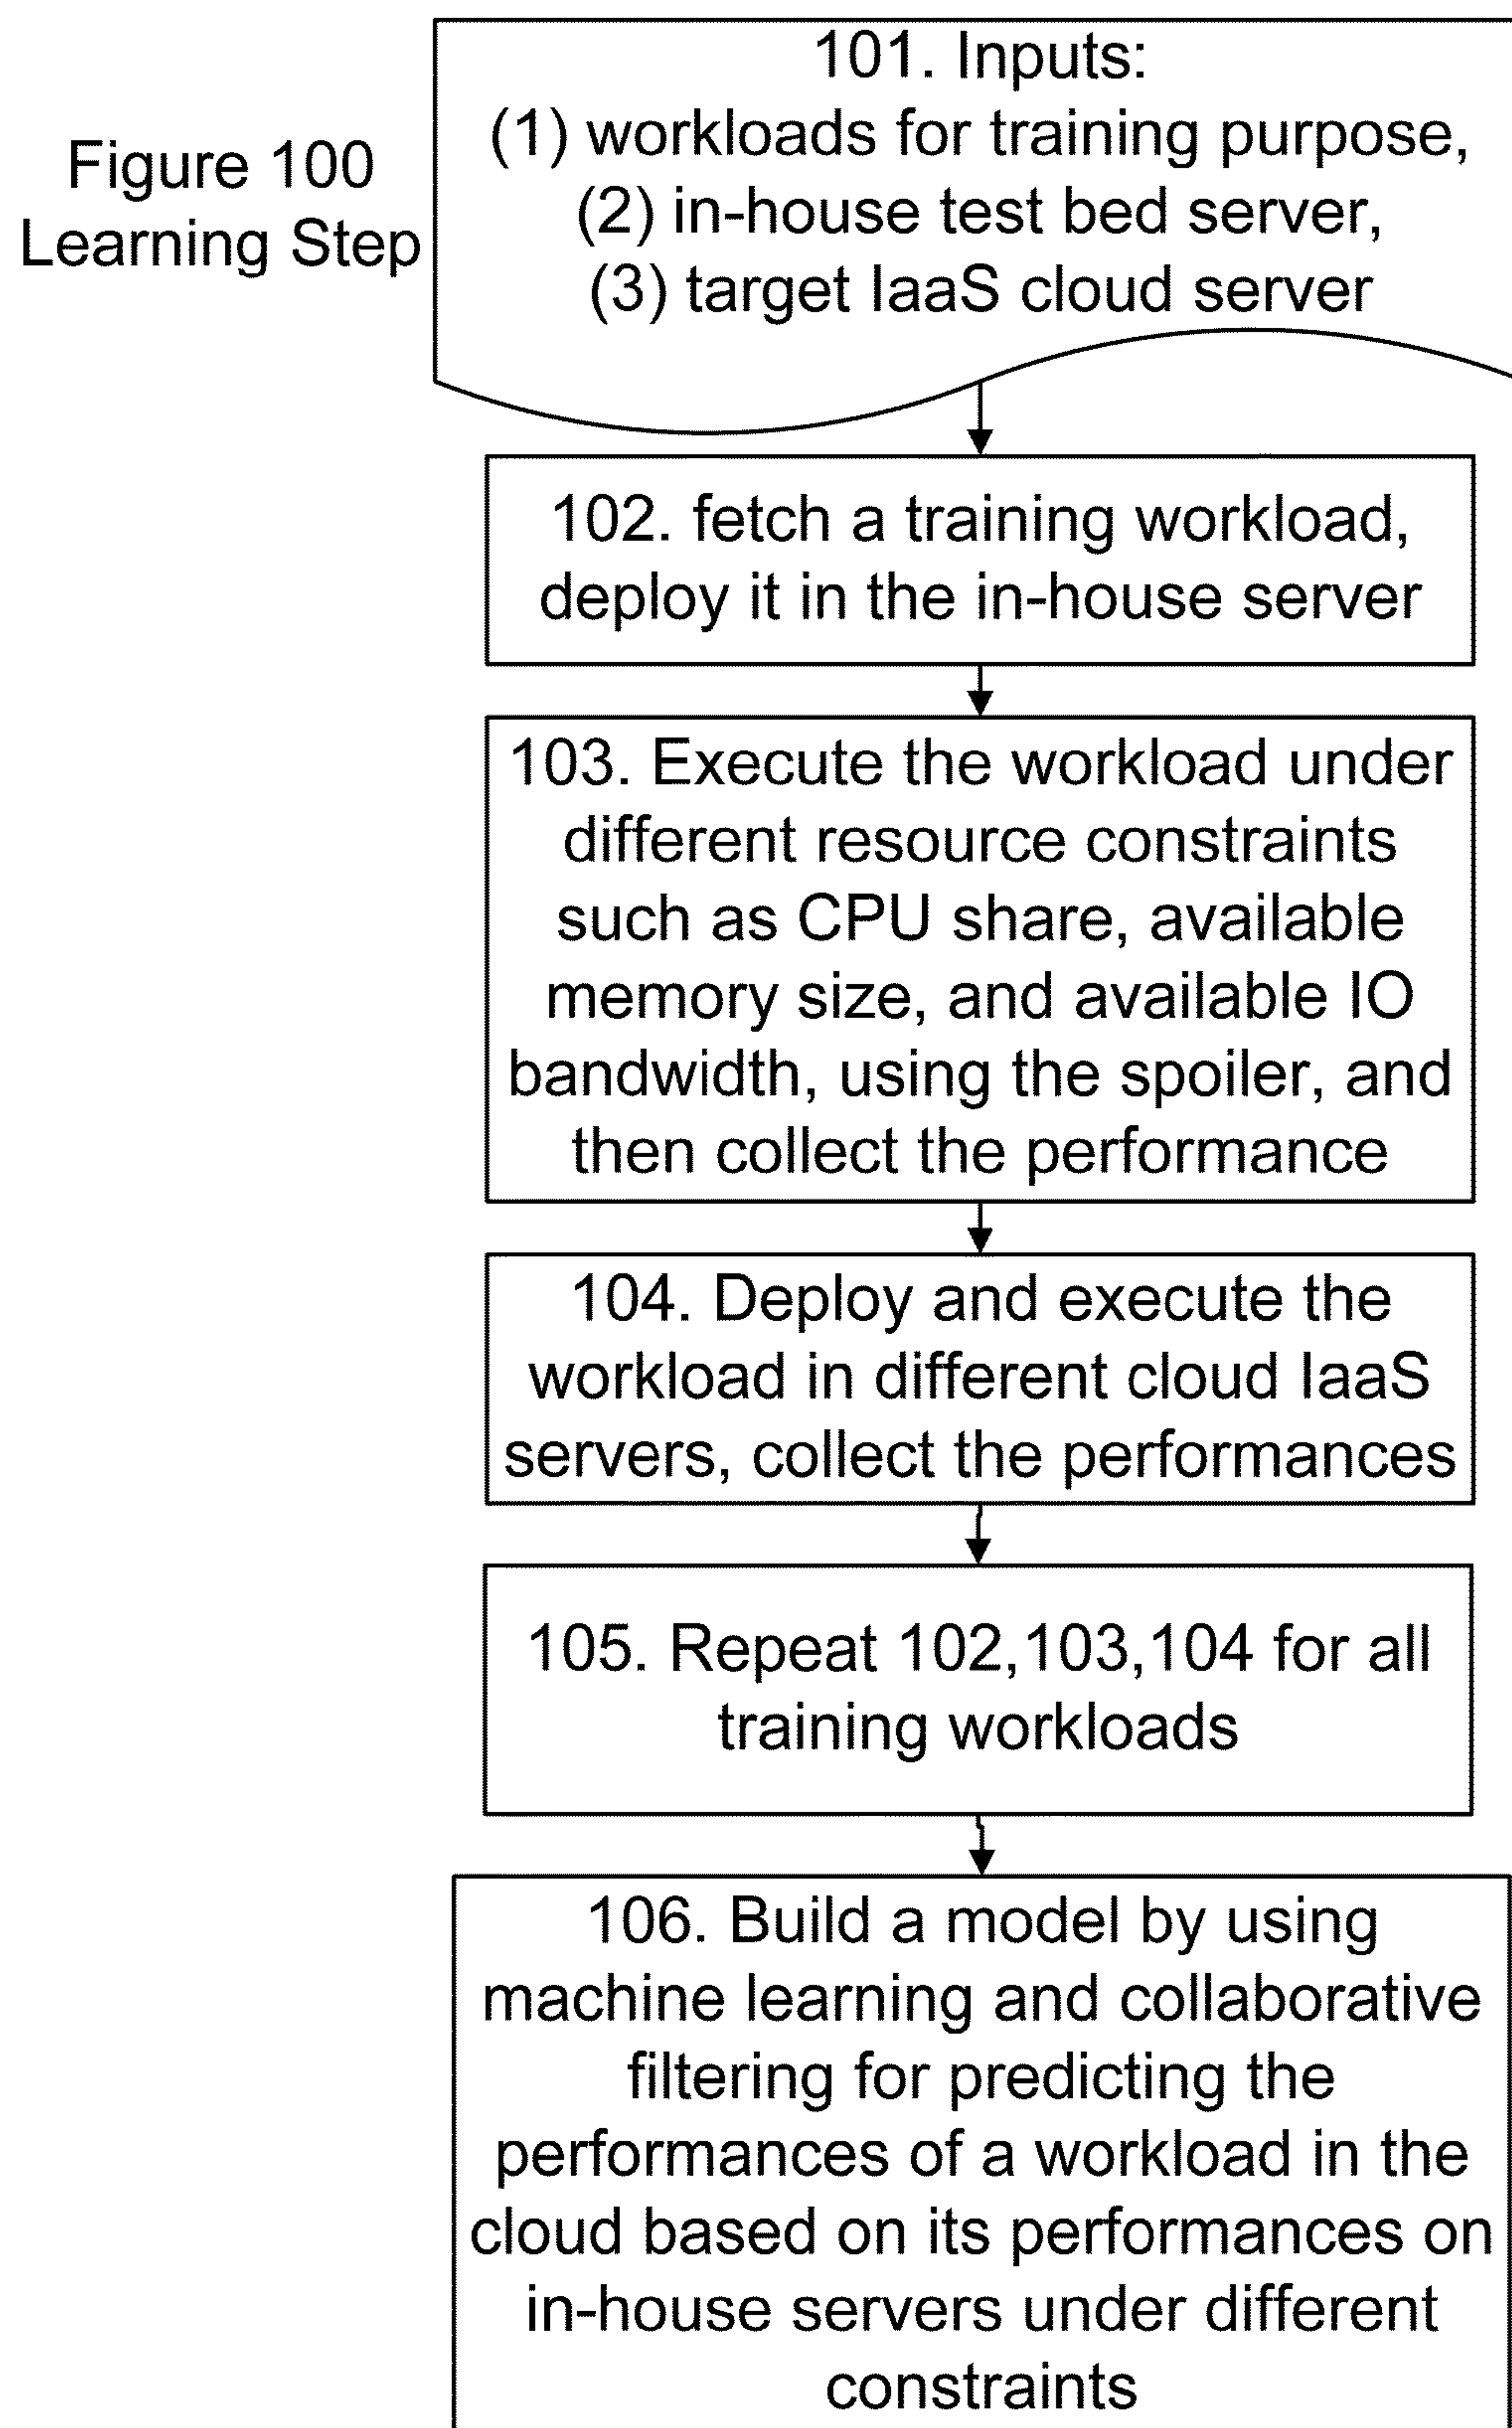 Figure 100
Learning Step
101. Inputs:
(1) workloads for training purpose,
(2) in-house test bed server,
(3) target IaaS cloud server
102. fetch a training workload,
deploy it in the in-house server
103. Execute the workload under
different resource constraints
such as CPU share, available
memory size, and available IO
bandwidth, using the spoiler, and
then collect the performance
104. Deploy and execute the
workload in different cloud IaaS
servers, collect the performances
105. Repeat 102,103,104 for all
training workloads
106. Build a model by using
machine learning and collaborative
filtering for predicting the
performances of a workload in the
cloud based on its performances on
in-house servers under different
constraints